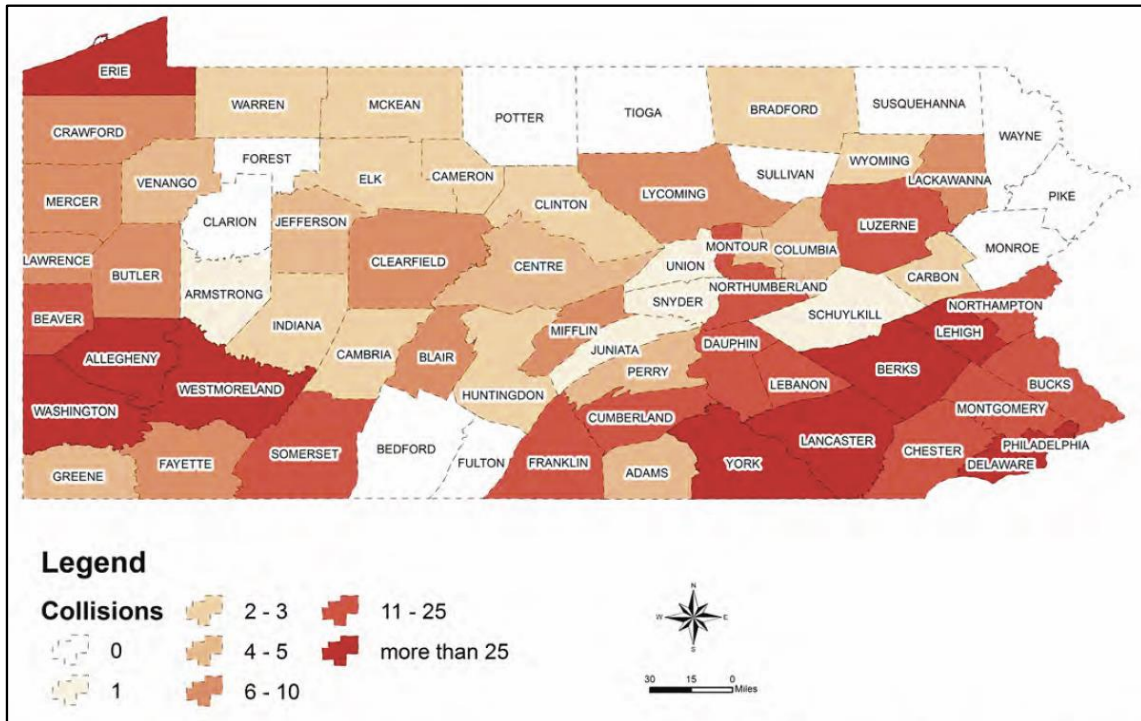 ERIE
WARREN
MCKEAN
POTTER
TIOGA
BRADFORD
SUSQUEHANNA
WAYNE
CRAWFORD
FOREST
ELK
CAMERON
SULLIVAN
WYOMING
LACKAWANNA
PIKE
VENANGO
MERCER
CLARION
JEFFERSON
CLINTON
LYCOMING
LUZERNE
MONROE
LAWRENCE
BUTLER
CLEARFIELD
CENTRE
UNION
MONTOUR
COLUMBIA
CARBON
ARMSTRONG
SNYDER
NORTHUMBERLAND
SCHUYLKILL
NORTHAMPTON
BEAVER
INDIANA
MIFFLIN
LEHIGH
ALLEGHENY
CAMBRIA
BLAIR
JUNIATA
DAUPHIN
PERRY
BERKS
WESTMORELAND
HUNTINGDON
LEBANON
BUCKS
WASHINGTON
CUMBERLAND
MONTGOMERY
SOMERSET
BEDFORD
FULTON
FRANKLIN
ADAMS
YORK
LANCASTER
CHESTER
PHILADELPHIA
DELAWARE
GREENE
FAYETTE
Legend
Collisions
0
1
2 - 3
4 - 5
6 - 10
11 - 25
more than 25
N
W E
S
30 15 0
Miles